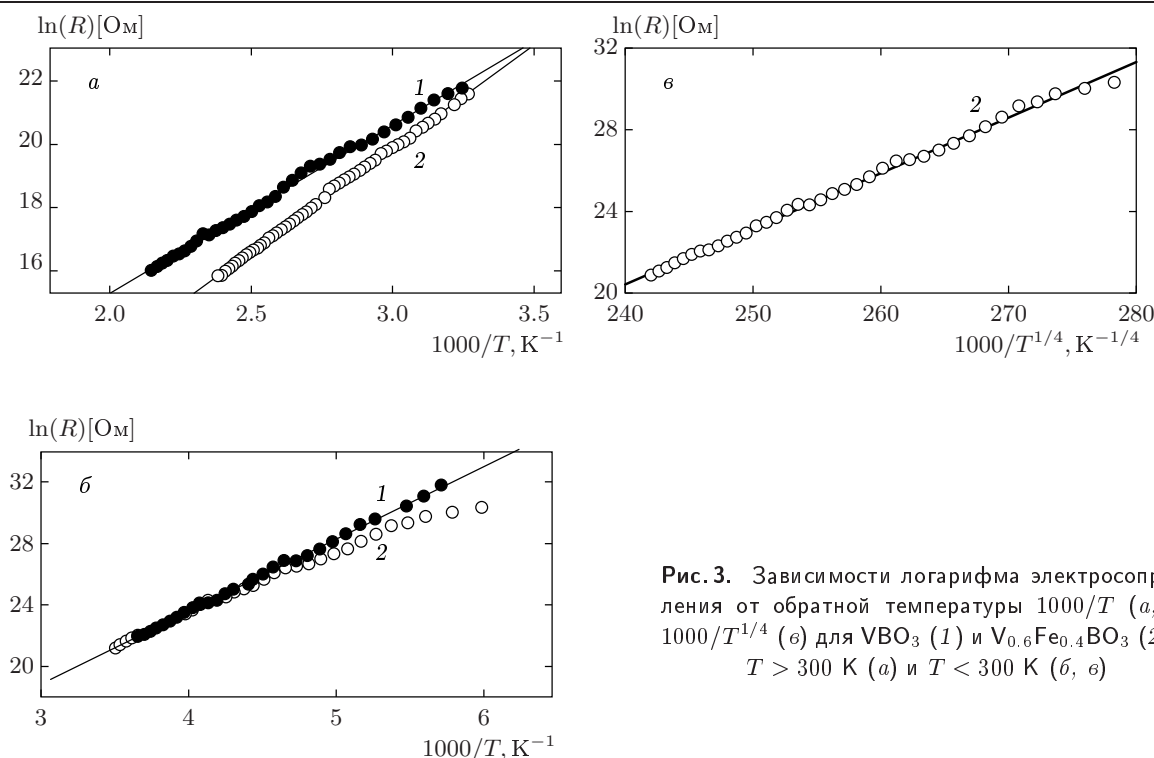 ln(R)[Ом]
22
20
18
16
а
1
2
2.0 2.5 3.0 3.5
1000/T, K⁻¹
ln(R)[Ом]
32
28
24
20
в
2
240 250 260 270 280
1000/T¹/⁴, K⁻¹/⁴
ln(R)[Ом]
32
28
24
20
б
1
2
3 4 5 6
1000/T, K⁻¹
Рис. 3. Зависимости логарифма электросопр
ления от обратной температуры 1000/T (а,
1000/T¹/⁴ (в) для VBO₃ (1) и V₀.₆Fe₀.₄BO₃ (2
T > 300 К (а) и T < 300 К (б, в)